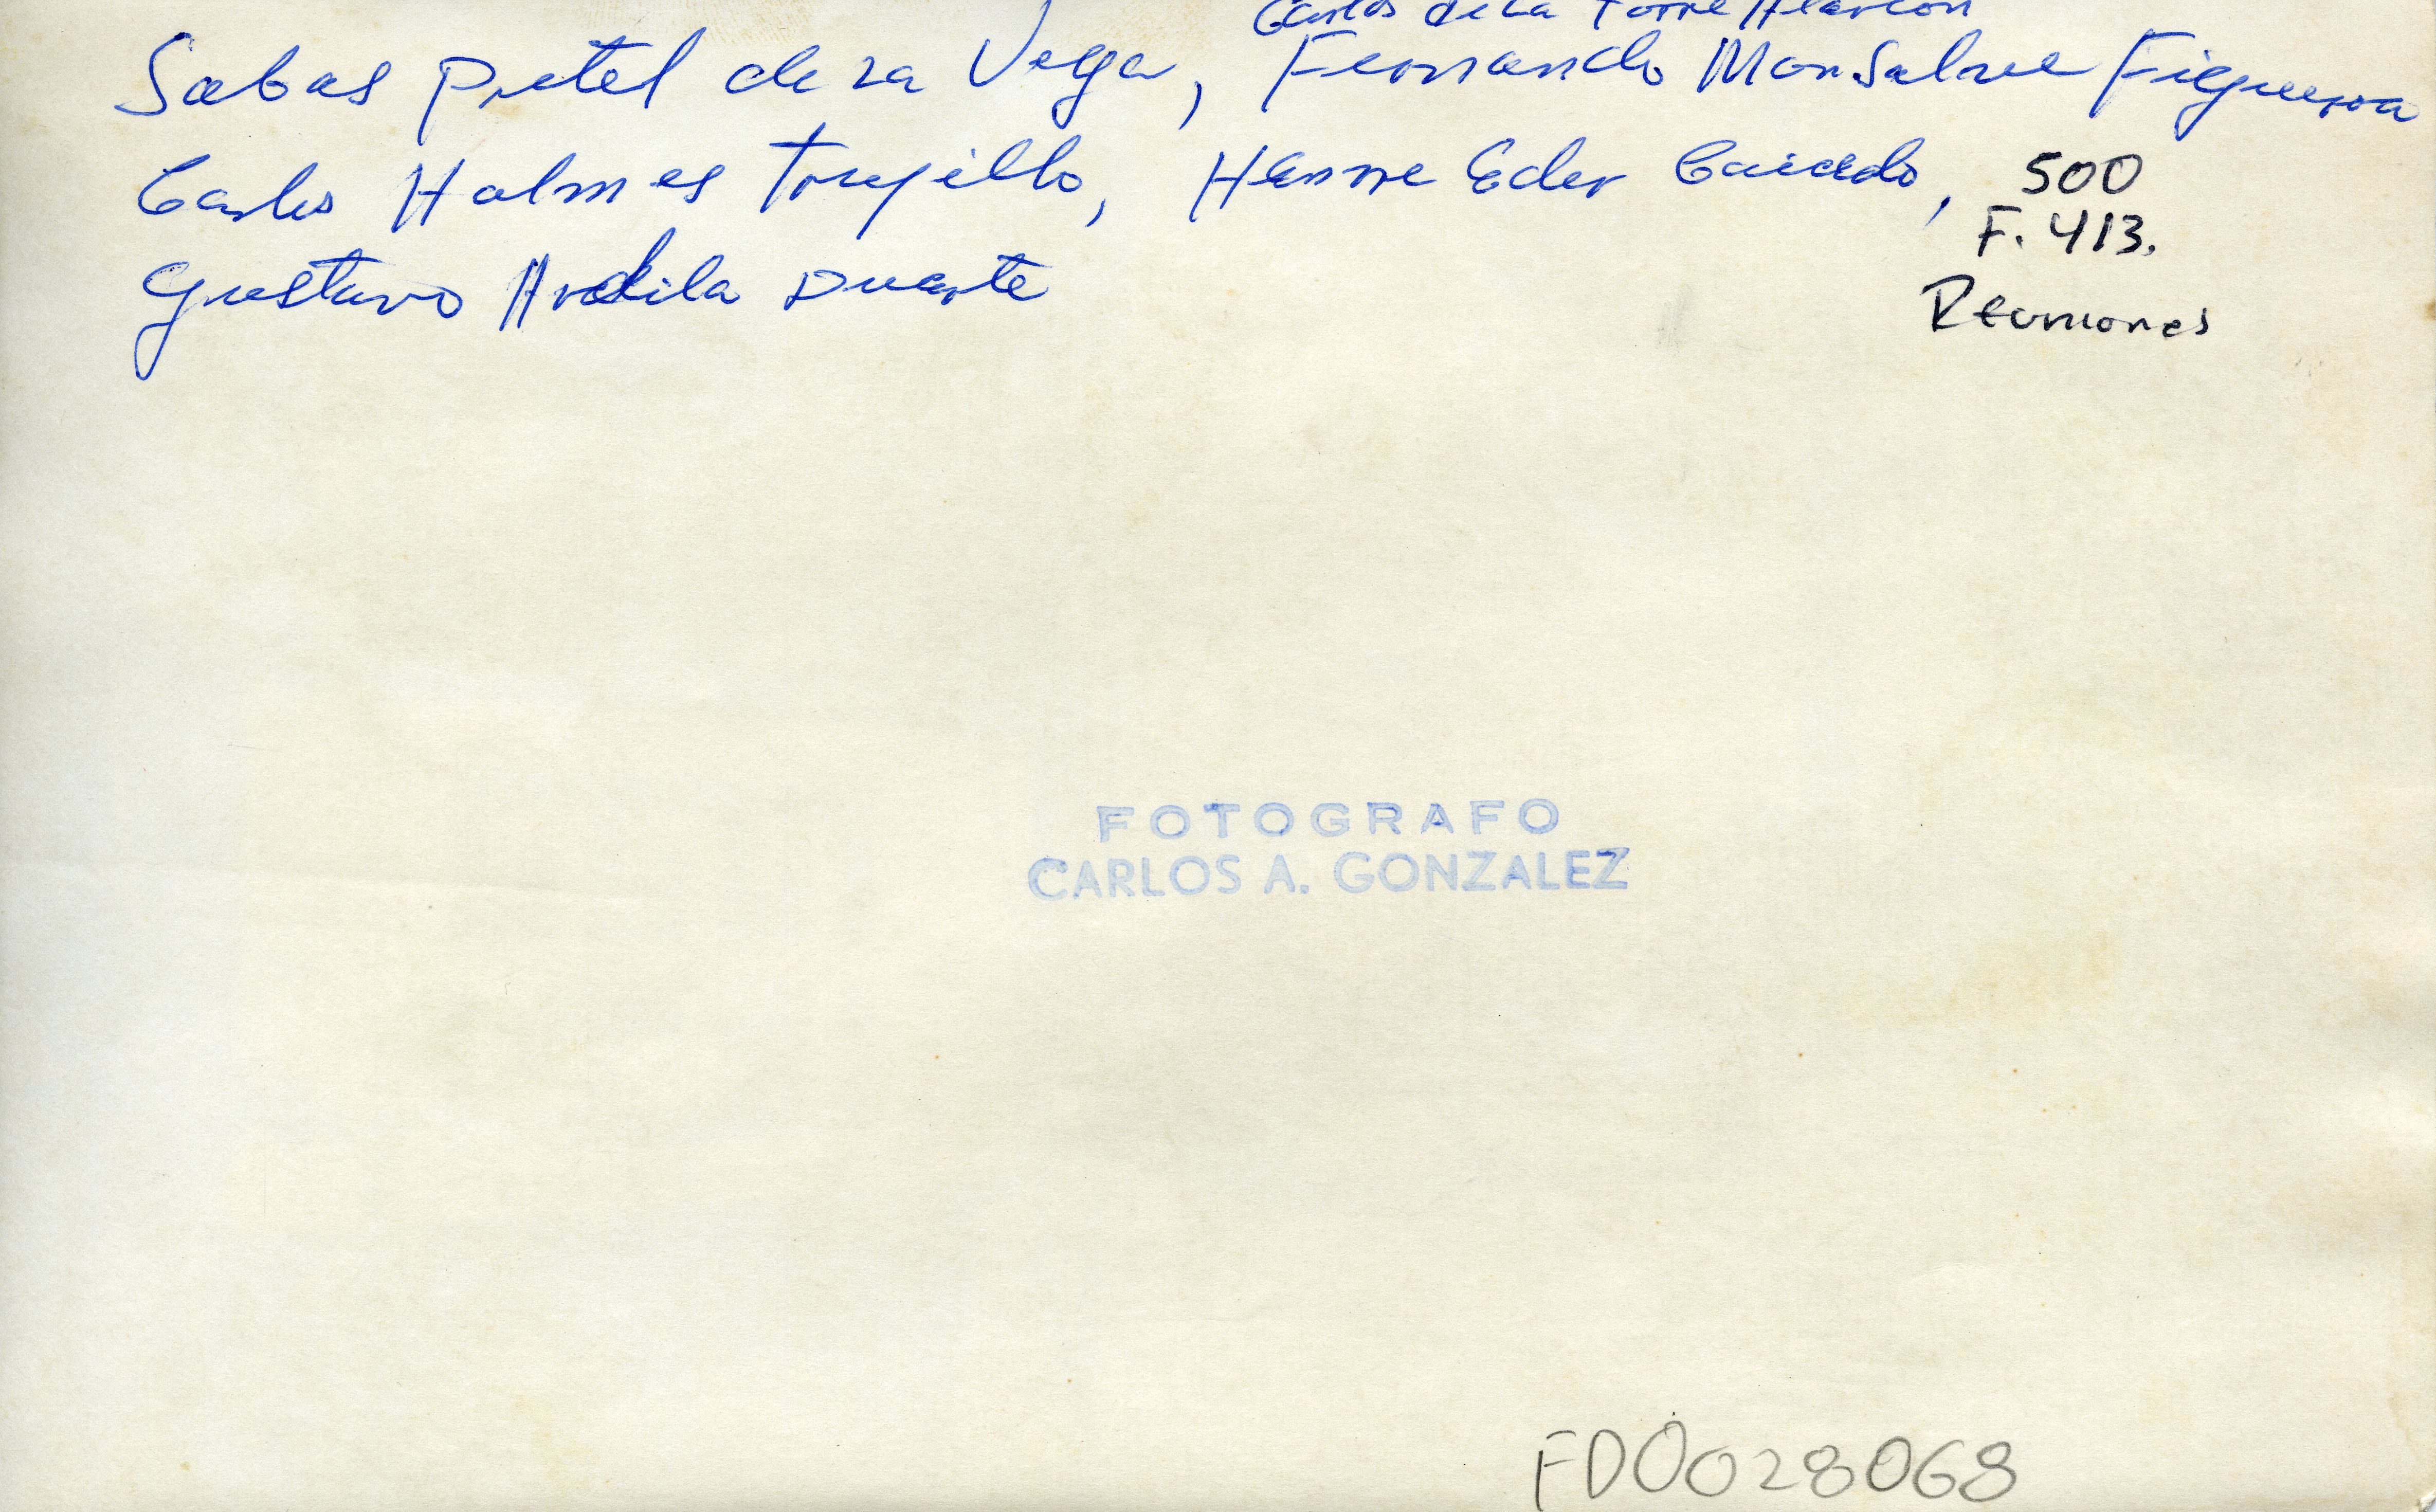 Carlos de La Torre Alarcon
Sabas Pretel de la Vega, Fernando Monsalve Figueroa
Carlos Holmes Trujillo, Henrre Eder Caicedo,
Gustavo Ardila Duarte
500
F. 413.
Reuniones
FOTOGRAFO
CARLOS A. GONZALEZ
FD0028068